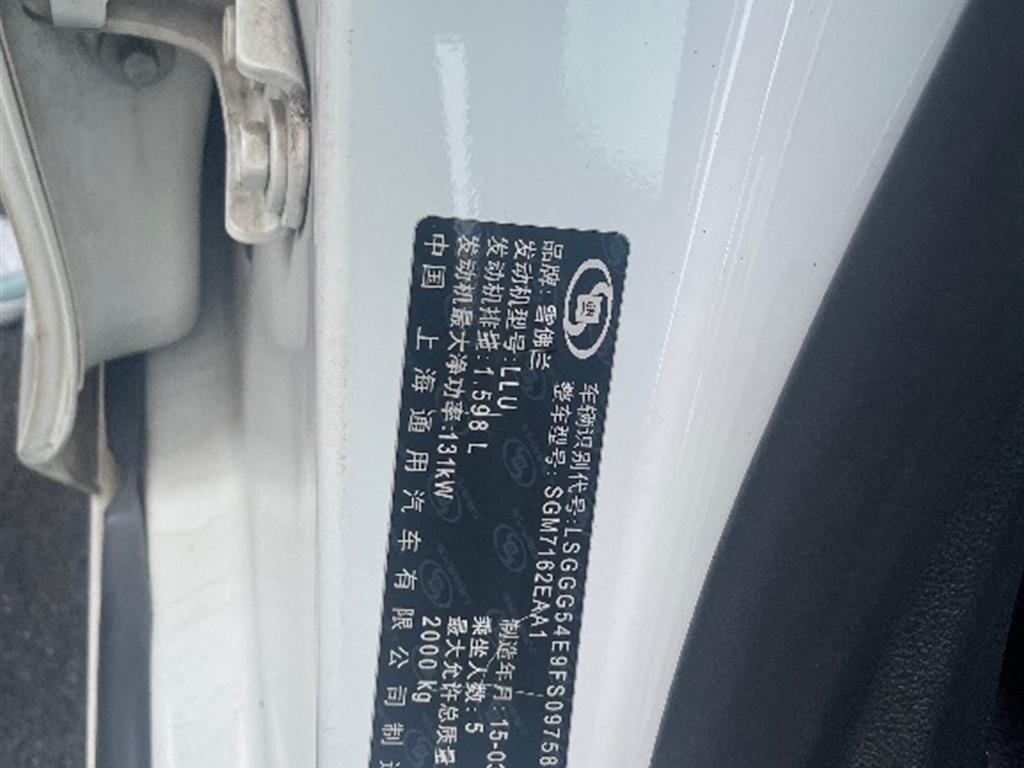 车辆识别代号:LSGGG54E9FS09758
整车型号:SGM7162EAA1
品牌:雪佛兰
发动机型号:LLU
制造年月:15-03
发动机排量:1.598 L
乘坐人数:5
发动机最大净功率:131kW
最大允许总质量
2000 kg
中国 上海通用汽车有限公司制造